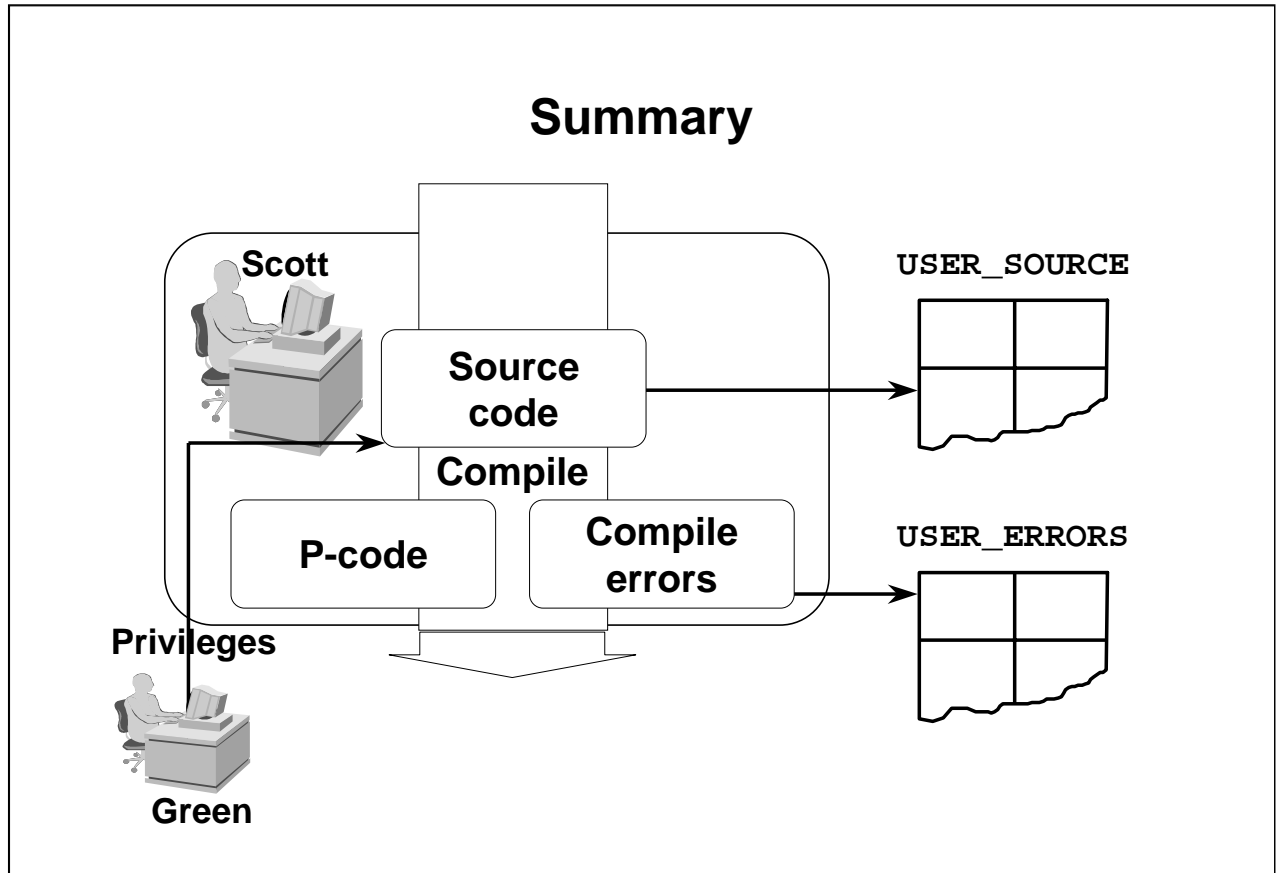 Summary
Scott
USER_SOURCE
Source
code
Compile
P-code
Compile
errors
USER_ERRORS
Privileges
Green